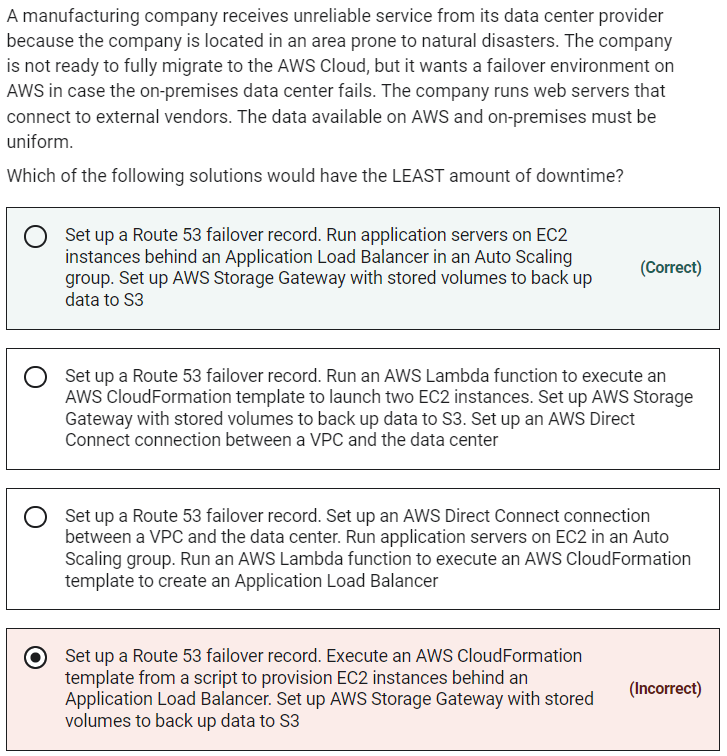 A manufacturing company receives unreliable service from its data center provider
because the company is located in an area prone to natural disasters. The company
is not ready to fully migrate to the AWS Cloud, but it wants a failover environment on
AWS in case the on-premises data center fails. The company runs web servers that
connect to external vendors. The data available on AWS and on-premises must be
uniform.
Which of the following solutions would have the LEAST amount of downtime?
Set up a Route 53 failover record. Run application servers on EC2
instances behind an Application Load Balancer in an Auto Scaling
group. Set up AWS Storage Gateway with stored volumes to back up
data to S3
(Correct)
Set up a Route 53 failover record. Run an AWS Lambda function to execute an
AWS CloudFormation template to launch two EC2 instances. Set up AWS Storage
Gateway with stored volumes to back up data to S3. Set up an AWS Direct
Connect connection between a VPC and the data center
Set up a Route 53 failover record. Set up an AWS Direct Connect connection
between a VPC and the data center. Run application servers on EC2 in an Auto
Scaling group. Run an AWS Lambda function to execute an AWS CloudFormation
template to create an Application Load Balancer
Set up a Route 53 failover record. Execute an AWS CloudFormation
template from a script to provision EC2 instances behind an
Application Load Balancer. Set up AWS Storage Gateway with stored
volumes to back up data to S3
(Incorrect)